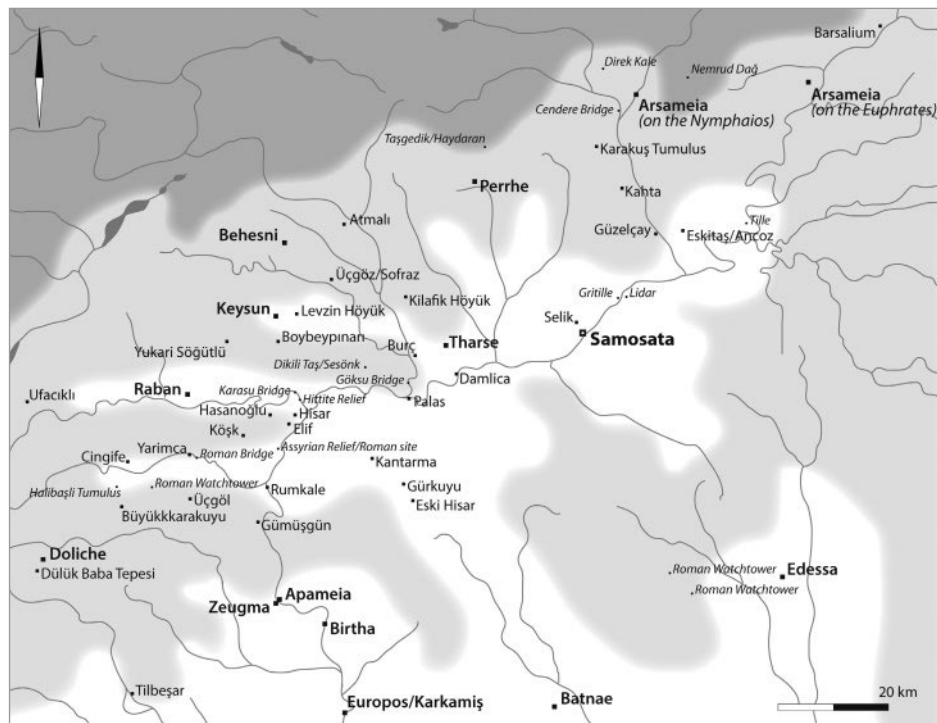 Barsalium
Direk Kale
Nemrud Dağ
Arsameia
(on the Nymphaios)
Arsameia
(on the Euphrates)
Cendere Bridge
Taşgedik/Haydaran
Karakuş Tumulus
Perrhe
Kahta
Atmalı
Tille
Behesni
Güzelçay
Eskitaş/Ancoz
Üçgöz/Sofraz
Kilafik Höyük
Gritille
Lidar
Keysun
Levzin Höyük
Selik
Samosata
Yukari Söğütlü
Boybeypınarı
Burç
Tharse
Dikili Taş/Sesönk
Göksu Bridge
Damlica
Ufacıklı
Raban
Karasu Bridge
Hittite Relief
Palas
Hasanoğlu
Hisar
Köşk
Elif
Yarimca
Roman Bridge
Assyrian Relief/Roman site
Cingife
Kantarma
Halibaşli Tumulus
Roman Watchtower
Rumkale
Gürkuyu
Üçgöl
Eski Hisar
Büyükkkarakuyu
Gümüşgün
Doliche
Dülük Baba Tepesi
Roman Watchtower
Edessa
Roman Watchtower
Zeugma
Apameia
Birtha
Tilbeşar
Europos/Karkamiş
Batnae
20 km